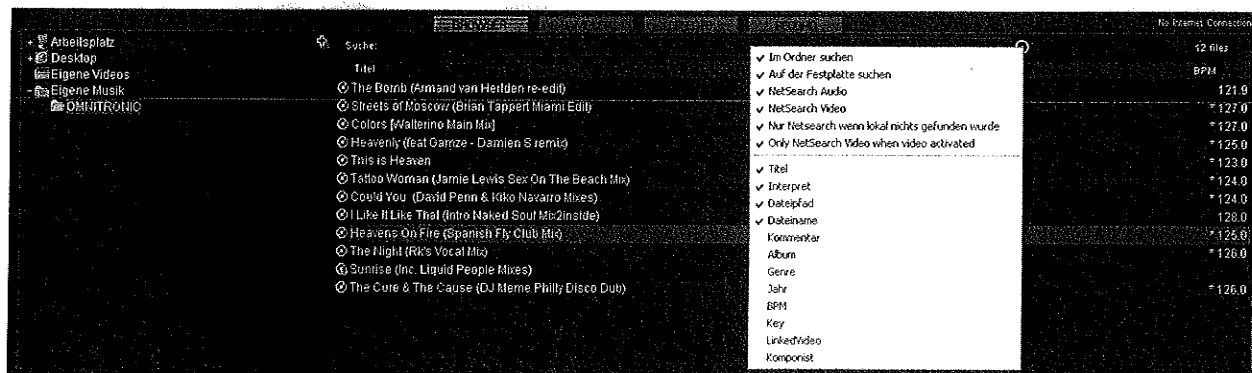 BROWSER
No Internet Connection
Arbeitsplatz
Desktop
Eigene Videos
Eigene Musik
OMNITRONIC
Suche:
12 files
Titel
BPM
The Bomb (Armand van Herlden re-edit)
121.9
Streets of Moscow (Brian Tappert Miami Edit)
* 127.0
Colors [Walterino Main Mix]
* 127.0
Heavenly (feat Gamze - Damien S remix)
* 125.0
This is Heaven
* 123.0
Tattoo Woman (Jamie Lewis Sex On The Beach Mix)
* 124.0
Could You (David Penn & Kiko Navarro Mixes)
* 124.0
I Like It Like That (Intro Naked Soul Mix2inside)
128.0
Heavens On Fire (Spanish Fly Club Mix)
* 125.0
The Night (Rk's Vocal Mix)
* 126.0
Sunrise (Inc. Liquid People Mixes)
The Core & The Cause (DJ Meme Philly Disco Dub)
* 126.0
Im Ordner suchen
Auf der Festplatte suchen
NetSearch Audio
NetSearch Video
Nur Netsearch wenn lokal nichts gefunden wurde
Only NetSearch Video when video activated
Titel
Interpret
Dateipfad
Dateiname
Kommentar
Album
Genre
Jahr
BPM
Key
LinkedVideo
Komponist